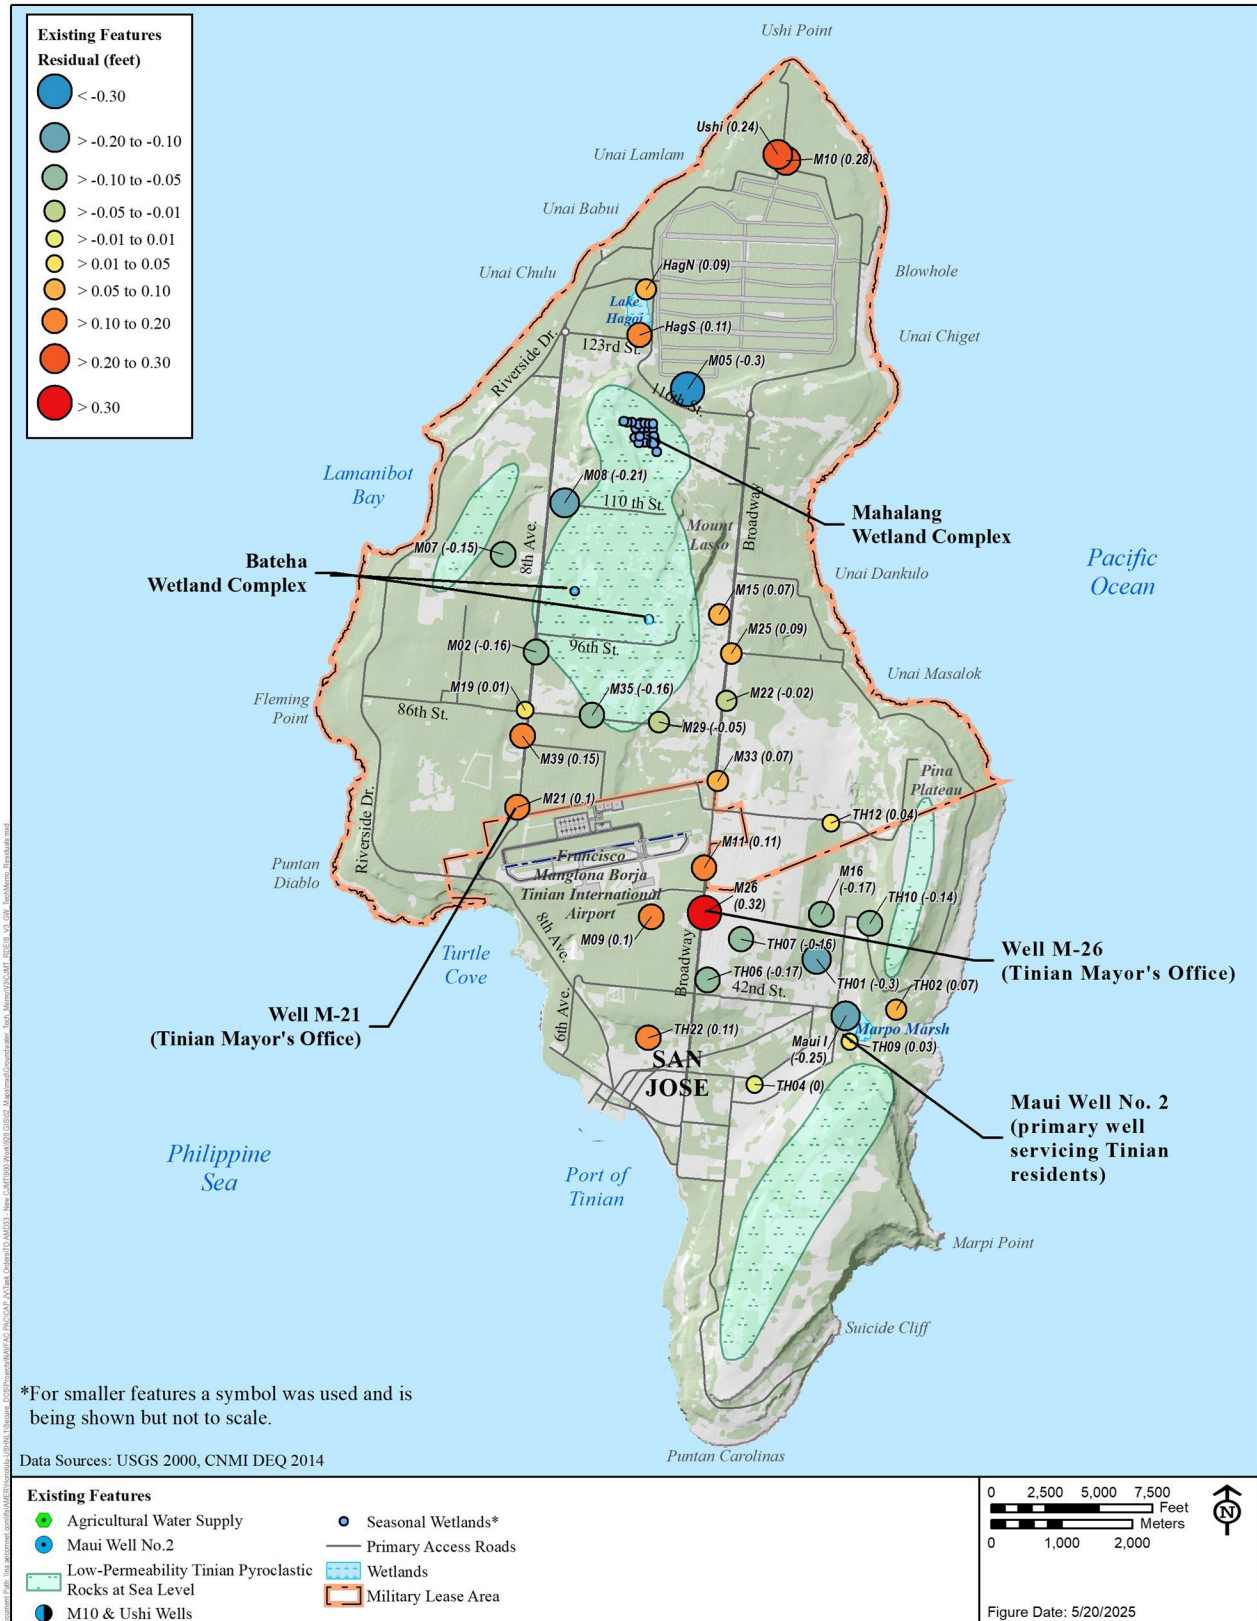 Existing Features
Residual (feet)
< -0.30
> -0.20 to -0.10
> -0.10 to -0.05
> -0.05 to -0.01
> -0.01 to 0.01
> 0.01 to 0.05
> 0.05 to 0.10
> 0.10 to 0.20
> 0.20 to 0.30
> 0.30
Ushi Point
Ushi (0.24)
M10 (0.28)
Unai Lamlam
Unai Babui
Unai Chulu
HagN (0.09)
Blowhole
Lake
Hagoi
HagS (0.11)
Unai Chiget
123rd St.
Riverside Dr.
M05 (-0.3)
116th St.
Lamanibot
Bay
M08 (-0.21)
110 th St.
Mahalang
Wetland Complex
Mount
Lasso
Broadway
8th Ave.
M07 (-0.15)
Bateha
Wetland Complex
Unai Dankulo
Pacific
Ocean
M15 (0.07)
M02 (-0.16)
96th St.
M25 (0.09)
Unai Masalok
M19 (0.01)
M35 (-0.16)
M22 (-0.02)
Fleming
Point
86th St.
M29 (-0.05)
M39 (0.15)
M33 (0.07)
Pina
Plateau
M21 (0.1)
Riverside Dr.
TH12 (0.04)
Puntan
Diablo
Francisco
Manglona Borja
Tinian International
Airport
M11 (0.11)
M26
(0.32)
M16
(-0.17)
TH10 (-0.14)
8th Ave.
M09 (0.1)
TH07 (-0.16)
Turtle
Cove
Well M-26
(Tinian Mayor's Office)
Broadway
TH06 (-0.17)
TH01 (-0.3)
42nd St.
TH02 (0.07)
Well M-21
(Tinian Mayor's Office)
6th Ave.
TH22 (0.11)
Marpo Marsh
Maui I
(-0.25)
TH09 (0.03)
SAN
JOSE
TH04 (0)
Maui Well No. 2
(primary well
servicing Tinian
residents)
Philippine
Sea
Port of
Tinian
Marpi Point
Suicide Cliff
Puntan Carolinas
*For smaller features a symbol was used and is
being shown but not to scale.
Data Sources: USGS 2000, CNMI DEQ 2014
Existing Features
Agricultural Water Supply
Maui Well No.2
Low-Permeability Tinian Pyroclastic
Rocks at Sea Level
M10 & Ushi Wells
Seasonal Wetlands*
Primary Access Roads
Wetlands
Military Lease Area
0 2,500 5,000 7,500
Feet
Meters
0 1,000 2,000
N
Figure Date: 5/20/2025